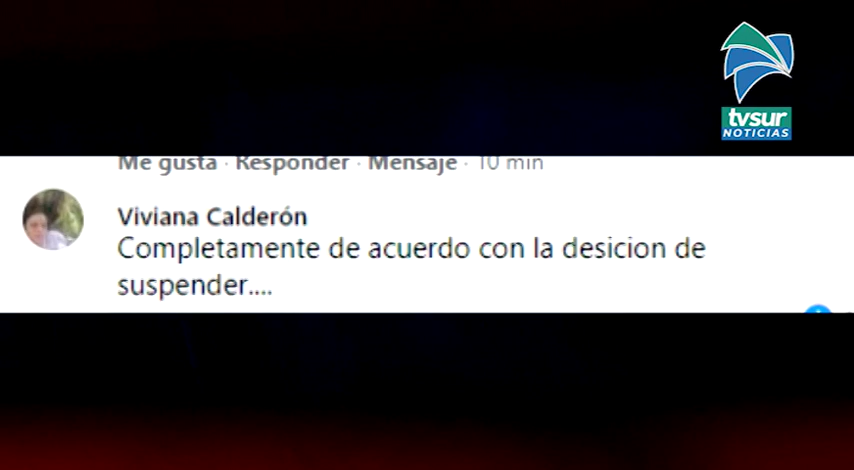 tvsur
NOTICIAS
Me gusta · Responder · Mensaje · 10 min
Viviana Calderón
Completamente de acuerdo con la desicion de
suspender....